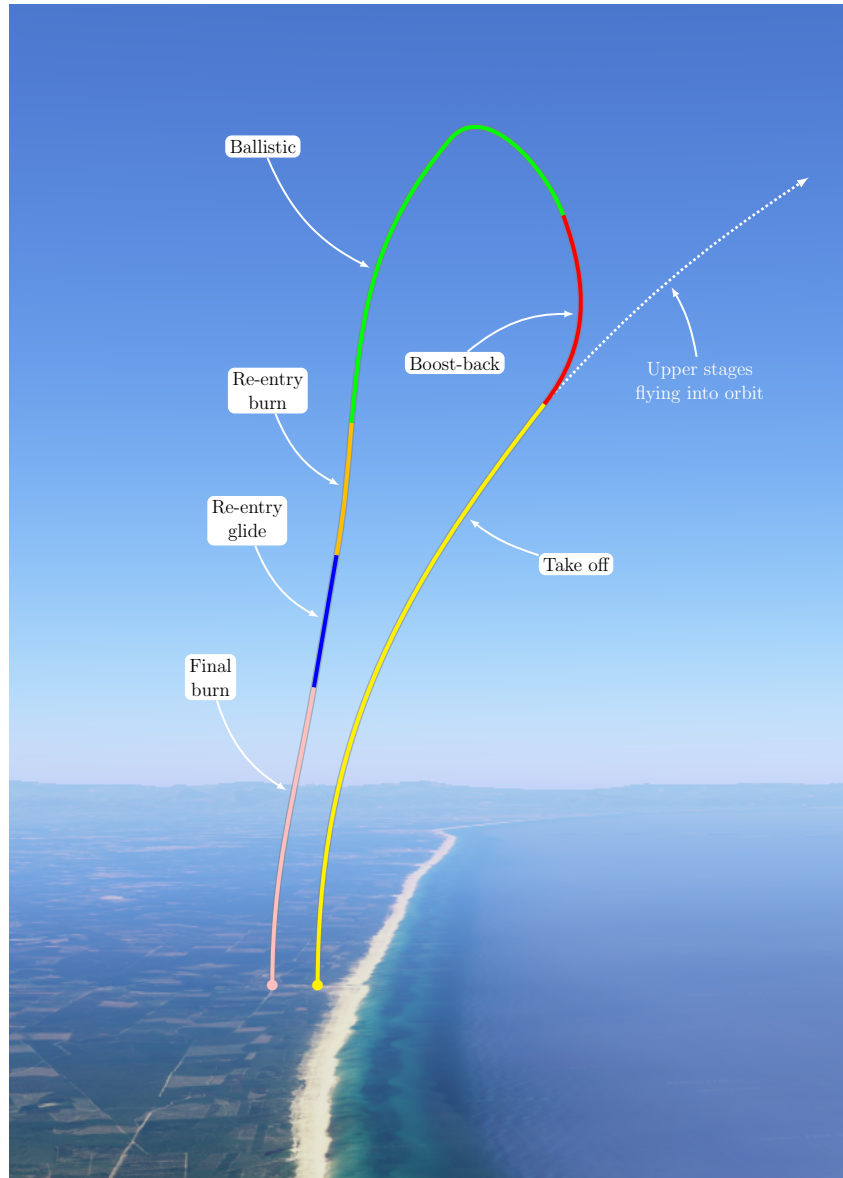 Ballistic
Boost-back
Upper stages
flying into orbit
Re-entry
burn
Re-entry
glide
Take off
Final
burn